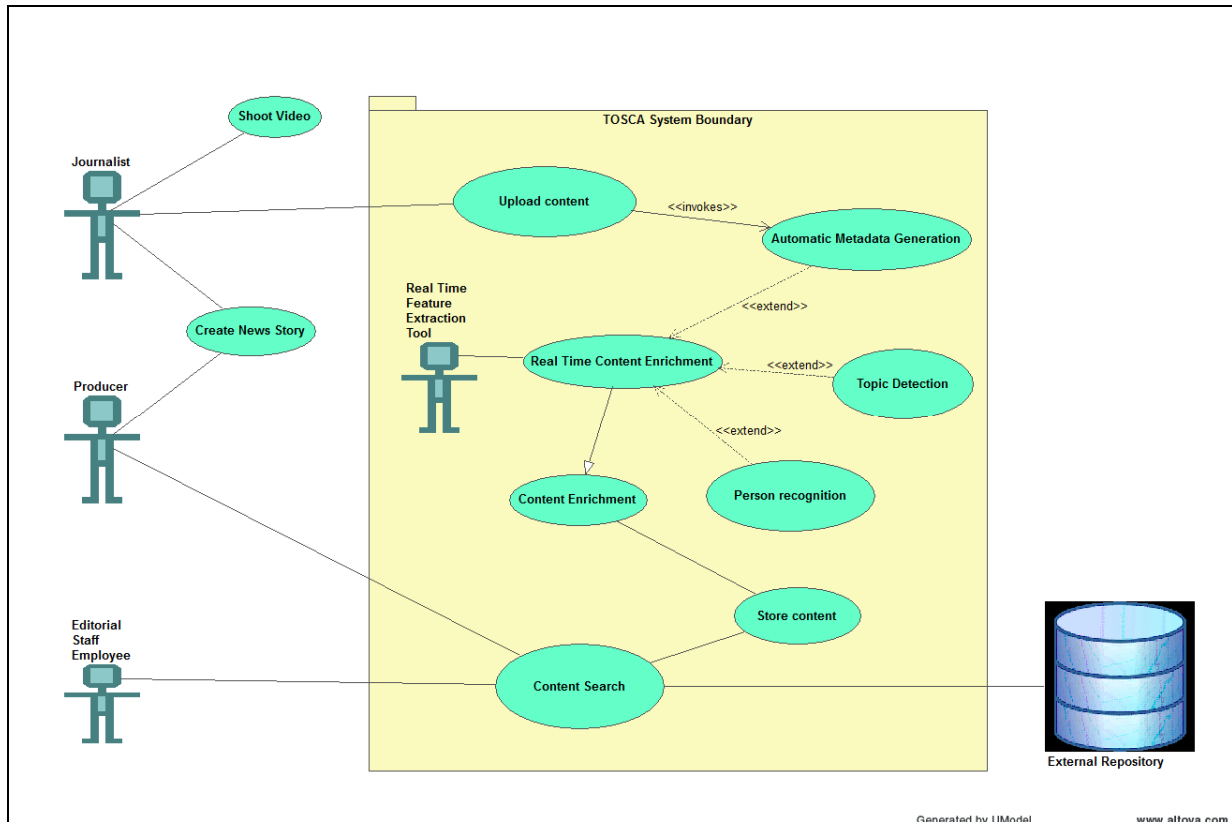 Shoot Video
TOSCA System Boundary
Journalist
Upload content
<<invokes>>
Automatic Metadata Generation
Real Time
Feature
Extraction
Tool
<<extend>>
Create News Story
Real Time Content Enrichment
<<extend>>
Topic Detection
Producer
<<extend>>
Content Enrichment
Person recognition
Store content
Editorial
Staff
Employee
Content Search
External Repository
Generated by UModel
www.altova.com